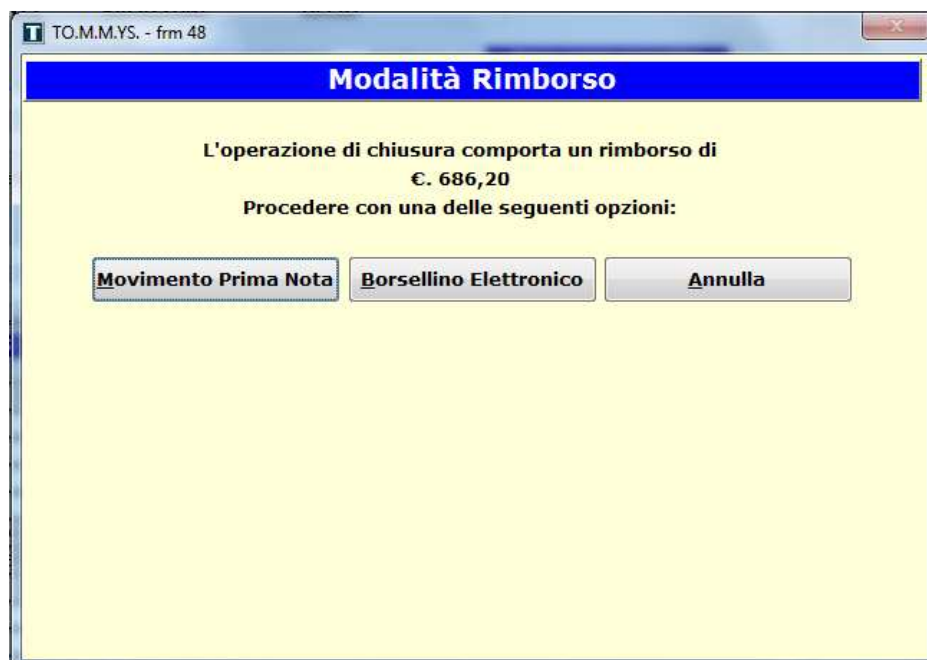 TO.M.M.YS. - frm 48
Modalità Rimborso
L'operazione di chiusura comporta un rimborso di
€. 686,20
Procedere con una delle seguenti opzioni:
Movimento Prima Nota Borsellino Elettronico Annulla